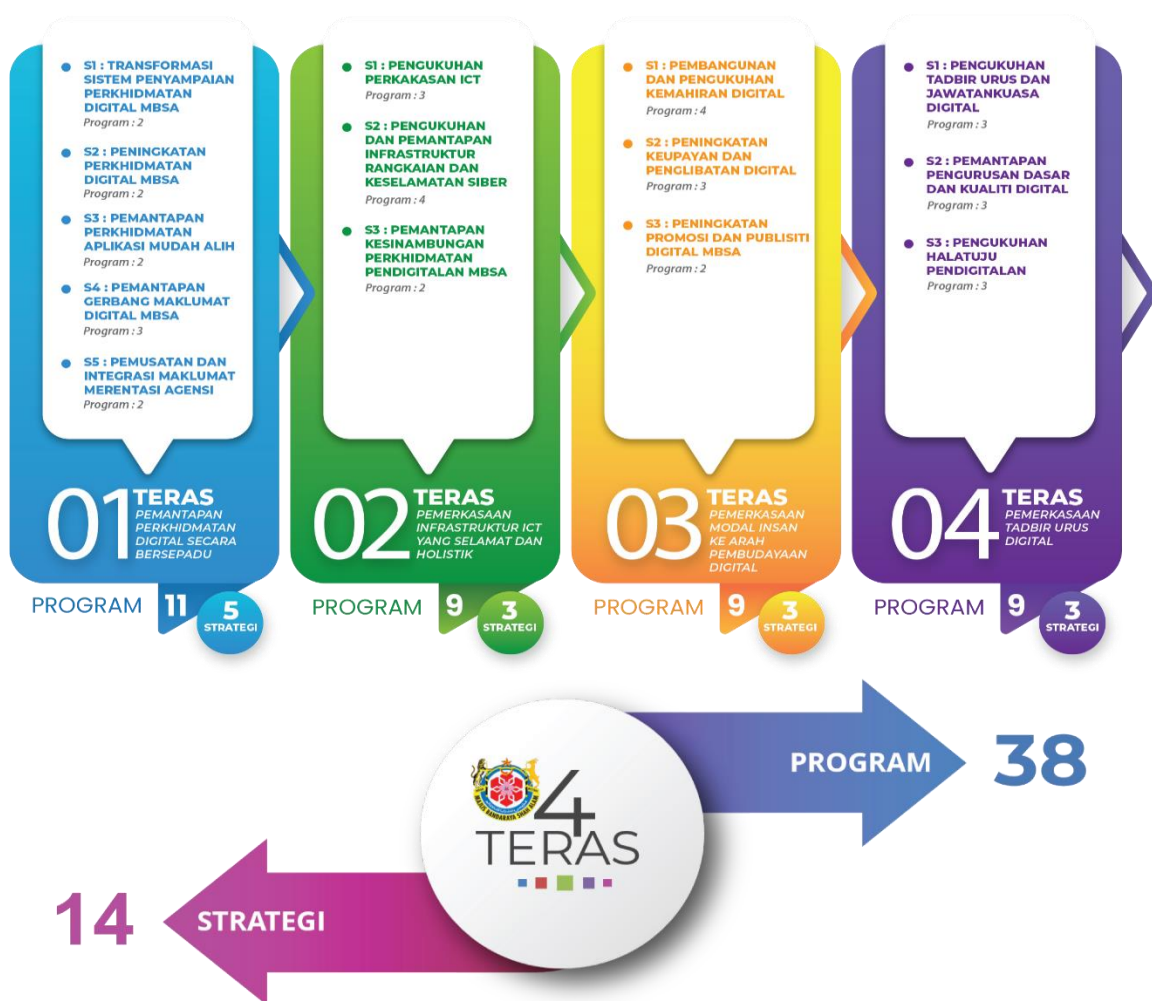 S1 : TRANSFORMASI
SISTEM PENYAMPAIAN
PERKHIDMATAN
DIGITAL MBSA
Program : 2
S2 : PENINGKATAN
PERKHIDMATAN
DIGITAL MBSA
Program : 2
S3 : PEMANTAPAN
PERKHIDMATAN
APLIKASI MUDAH ALIH
Program : 2
S4 : PEMANTAPAN
GERBANG MAKLUMAT
DIGITAL MBSA
Program : 3
S5 : PEMUSATAN DAN
INTEGRASI MAKLUMAT
MERENTASI AGENSI
Program : 2
01 TERAS
PEMANTAPAN
PERKHIDMATAN
DIGITAL SECARA
BERSEPADU
PROGRAM 11
5
STRATEGI
S1 : PENGUKUHAN
PERKAKASAN ICT
Program : 3
S2 : PENGUKUHAN
DAN PEMANTAPAN
INFRASTRUKTUR
RANGKAIAN DAN
KESELAMATAN SIBER
Program : 4
S3 : PEMANTAPAN
KESINAMBUNGAN
PERKHIDMATAN
PENDIGITALAN MBSA
Program : 2
02 TERAS
PEMERKASAAN
INFRASTRUKTUR ICT
YANG SELAMAT DAN
HOLISTIK
PROGRAM 9
3
STRATEGI
S1 : PEMBANGUNAN
DAN PENGUKUHAN
KEMAHIRAN DIGITAL
Program : 4
S2 : PENINGKATAN
KEUPAYAN DAN
PENGLIBATAN DIGITAL
Program : 3
S3 : PENINGKATAN
PROMOSI DAN PUBLISITI
DIGITAL MBSA
Program : 2
03 TERAS
PEMERKASAAN
MODAL INSAN
KE ARAH
PEMBUDAYAAN
DIGITAL
PROGRAM 9
3
STRATEGI
S1 : PENGUKUHAN
TADBIR URUS DAN
JAWATANKUASA
DIGITAL
Program : 3
S2 : PEMANTAPAN
PENGURUSAN DASAR
DAN KUALITI DIGITAL
Program : 3
S3 : PENGUKUHAN
HALATUJU
PENDIGITALAN
Program : 3
04 TERAS
PEMERKASAAN
TADBIR URUS
DIGITAL
PROGRAM 9
3
STRATEGI
PROGRAM 38
MAJLIS BANDARAYA SHAH ALAM
4
TERAS
14 STRATEGI